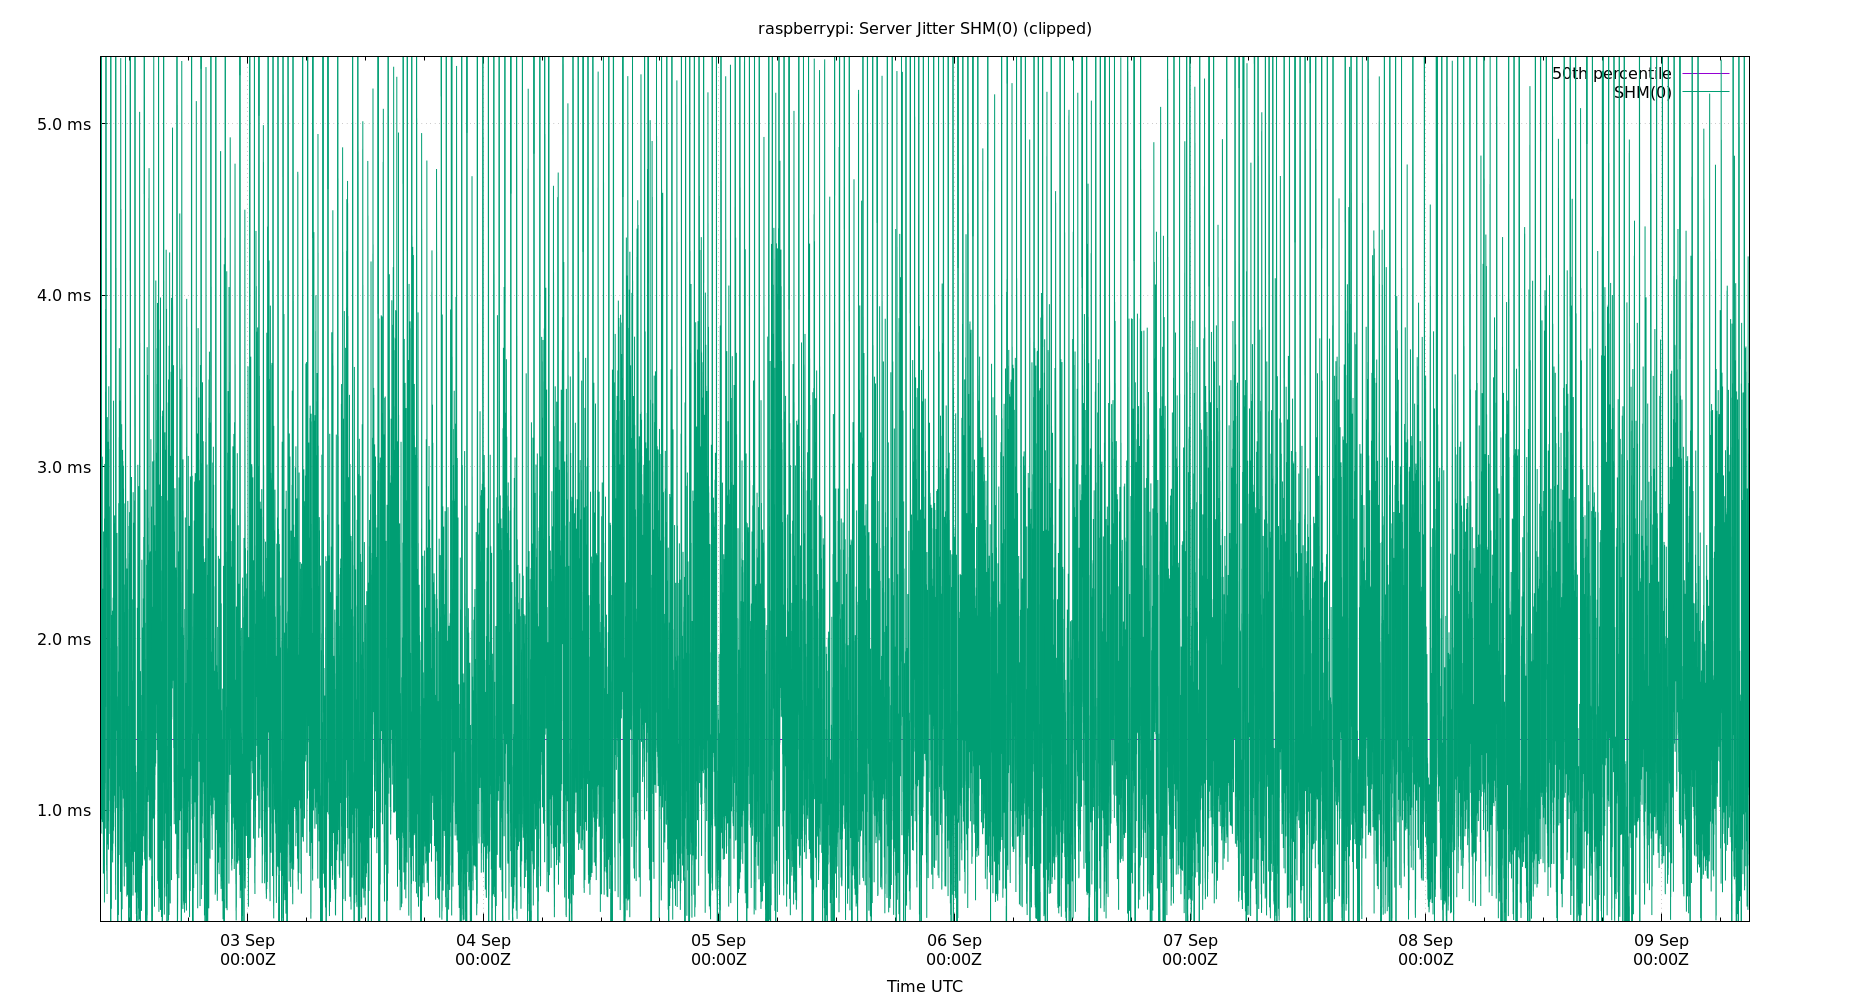 raspberrypi: Server Jitter SHM(0) (clipped)
50th percentile
SHM(0)
5.0 ms
4.0 ms
3.0 ms
2.0 ms
1.0 ms
03 Sep
00:00Z
04 Sep
00:00Z
05 Sep
00:00Z
06 Sep
00:00Z
07 Sep
00:00Z
08 Sep
00:00Z
09 Sep
00:00Z
Time UTC